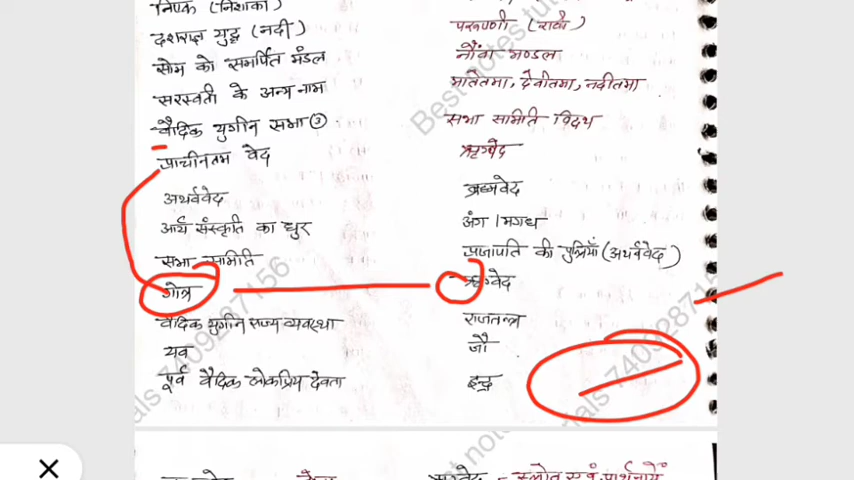 निष्क (निशाका)
दशराज्ञ युद्ध (नदी) परूष्णी (रावी)
सोम को समर्पित मंडल नौंवा मण्डल
सरस्वती के अन्य नाम मातेतमा, देवीतमा, नदीतमा
वैदिक युगीन सभा ③ सभा समिति विदथ
प्राचीनतम वेद ऋग्वेद
अथर्ववेद ब्रह्मवेद
आर्य संस्कृति का धुर अंग / मगध
सभा समिति प्रजापति की पुत्रियाँ (अथर्ववेद)
गोत्र ऋग्वेद
वैदिक युगीन राज्य व्यवस्था राजतन्त्र
यव जौ
पूर्व वैदिक लोकप्रिय देवता इन्द्र